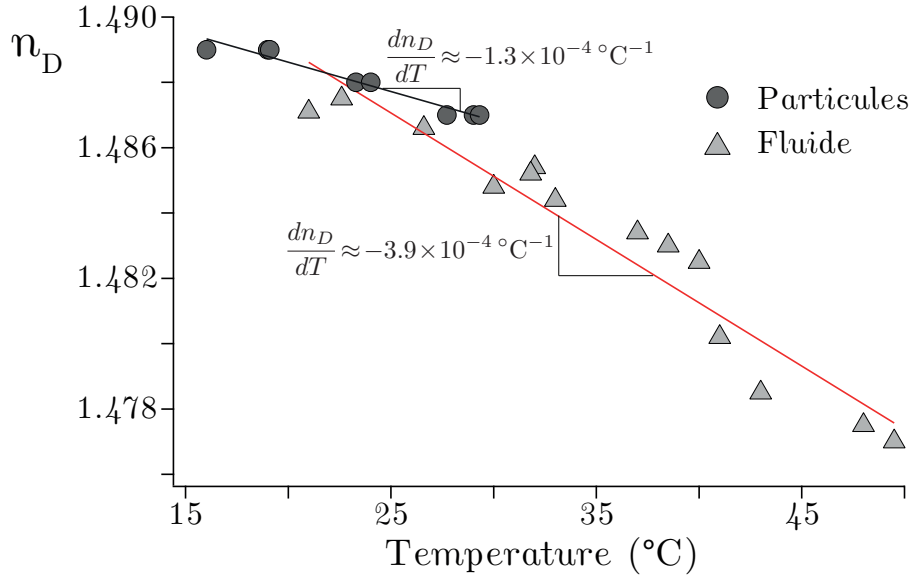 1.490
n_D
dn_D/dT ≈ −1.3×10⁻⁴ °C⁻¹
Particules
Fluide
1.486
dn_D/dT ≈ −3.9×10⁻⁴ °C⁻¹
1.482
1.478
15 25 35 45
Temperature (°C)